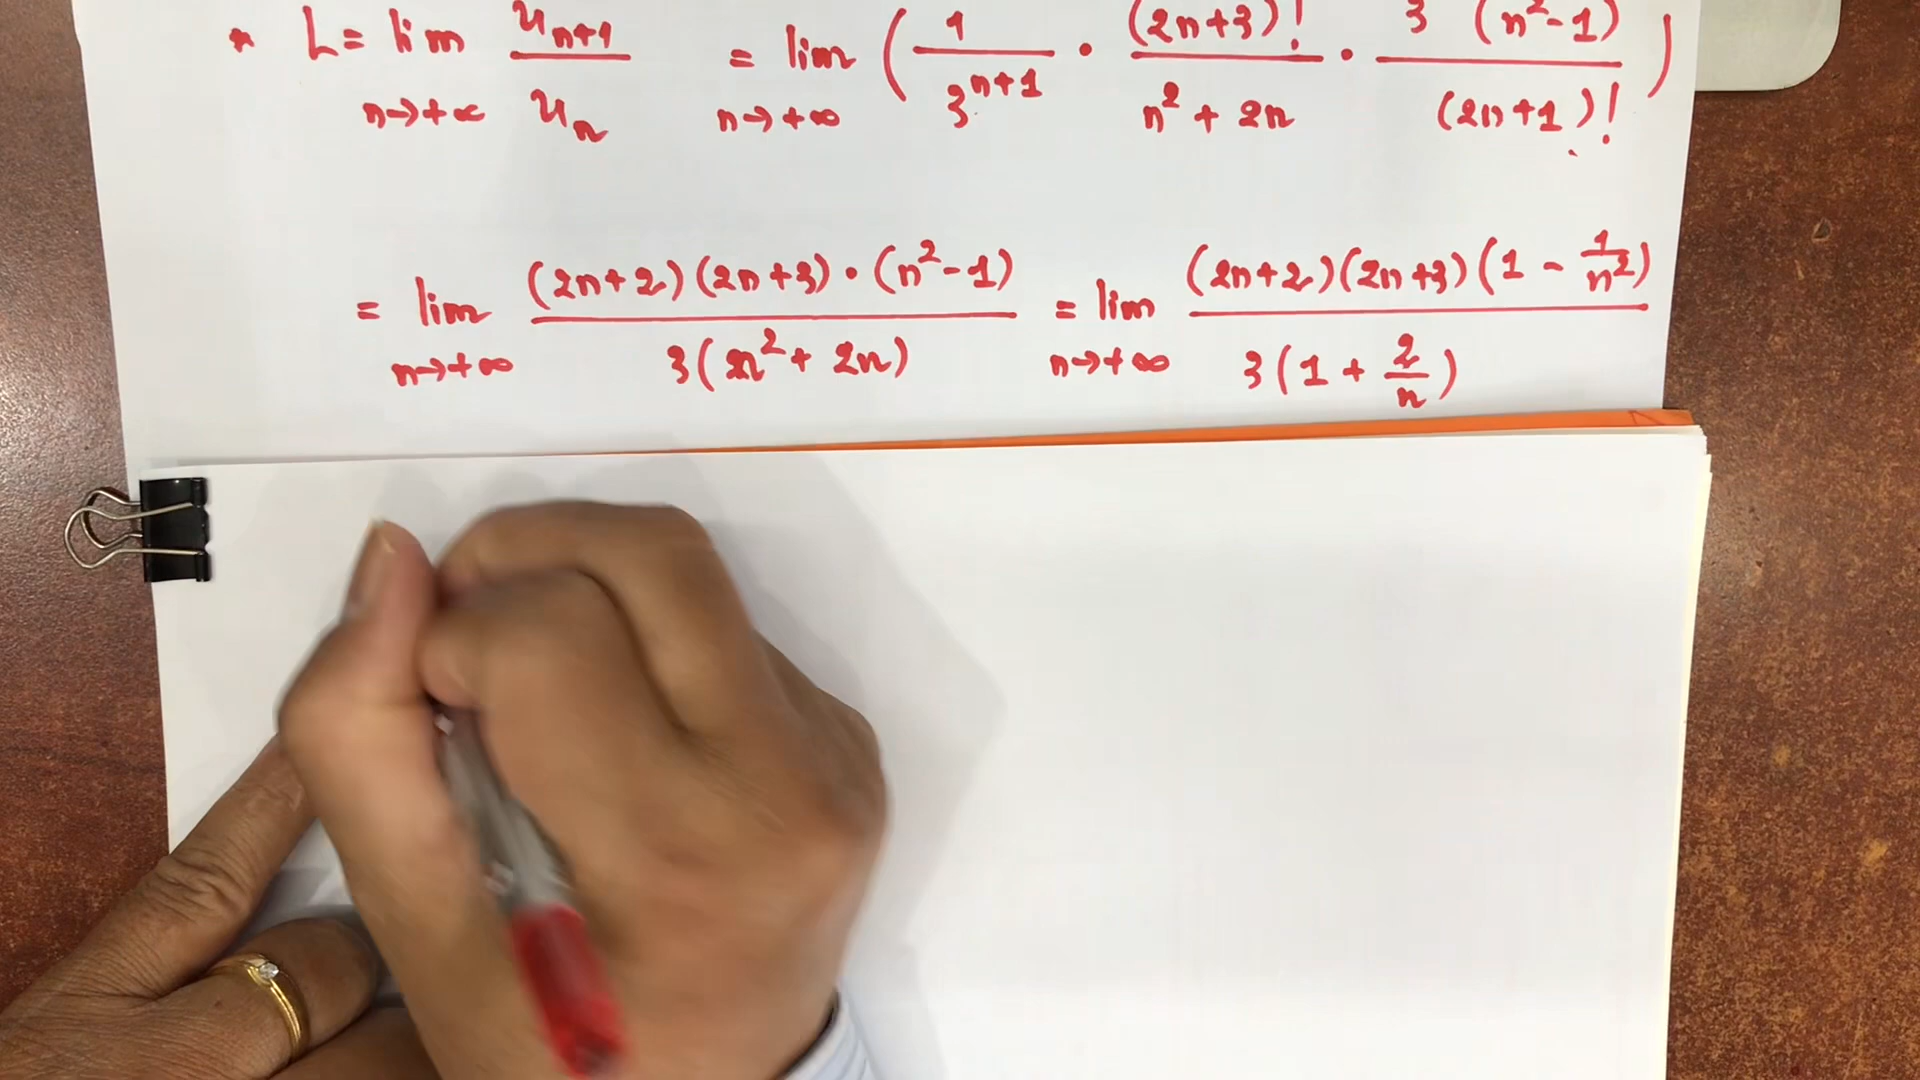 * L = lim_{n→+∞} u_{n+1} / u_n = lim_{n→+∞} ( 1 / 3^{n+1} · (2n+3)! / (n² + 2n) · 3 (n² - 1) / (2n+1)! )
= lim_{n→+∞} (2n+2)(2n+3)·(n² - 1) / 3(n² + 2n) = lim_{n→+∞} (2n+2)(2n+3)(1 - 1/n²) / 3(1 + 2/n)